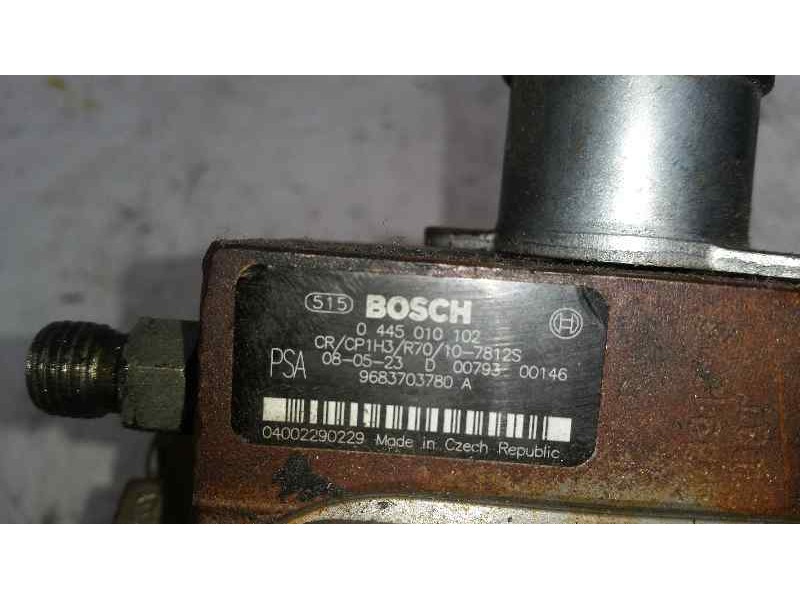 515 BOSCH
0 445 010 102
CR/CP1H3/R70/10-7812S
PSA 08-05-23 D 00793 00146
9683703780 A
04002290229 Made in Czech Republic